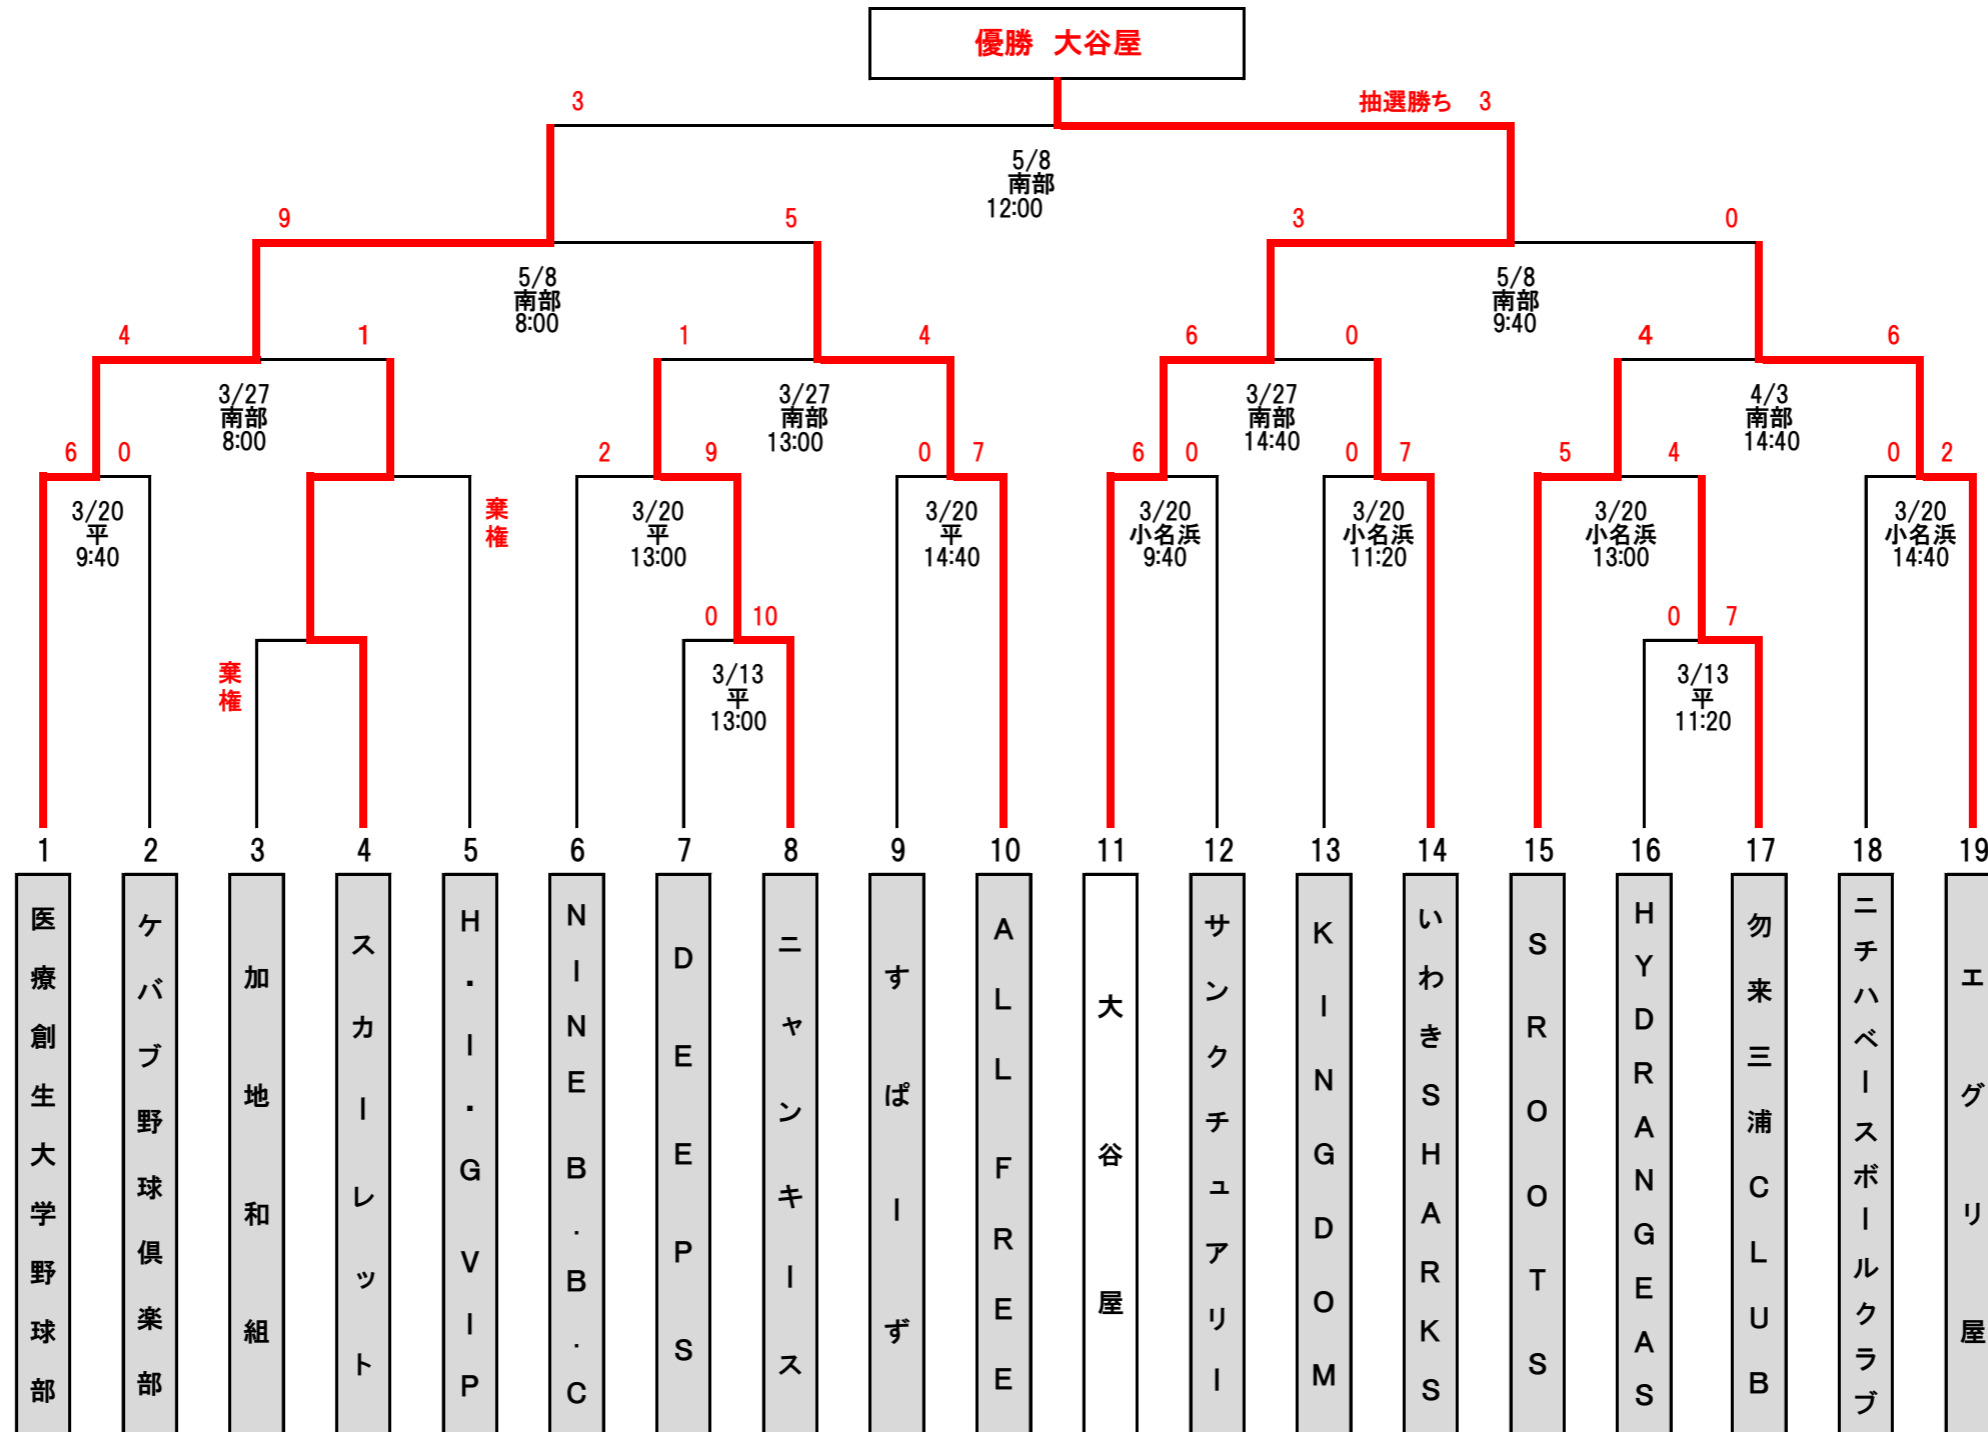 優勝 大谷屋
3
抽選勝ち 3
5/8
南部
12:00
9
5
3
0
5/8
南部
8:00
5/8
南部
9:40
4
1
1
4
6
0
4
6
3/27
南部
8:00
3/27
南部
13:00
3/27
南部
14:40
4/3
南部
14:40
6
0
2
9
0
7
6
0
0
7
5
4
0
2
3/20
平
9:40
棄権
3/20
平
13:00
3/20
平
14:40
3/20
小名浜
9:40
3/20
小名浜
11:20
3/20
小名浜
13:00
3/20
小名浜
14:40
棄権
0
10
3/13
平
13:00
0
7
3/13
平
11:20
1
2
3
4
5
6
7
8
9
10
11
12
13
14
15
16
17
18
19
医療創生大学野球部
ケバブ野球倶楽部
加地和組
スカーレット
H.I.G VIP
NINE B.B.C
DEEPS
ニャンキース
すぱーず
ALL FREE
大谷屋
サンクチュアリー
KINGDOM
いわきSHARKS
SROOTS
HYDRANGEAS
勿来三浦CLUB
ニチハベースボールクラブ
エグリ屋